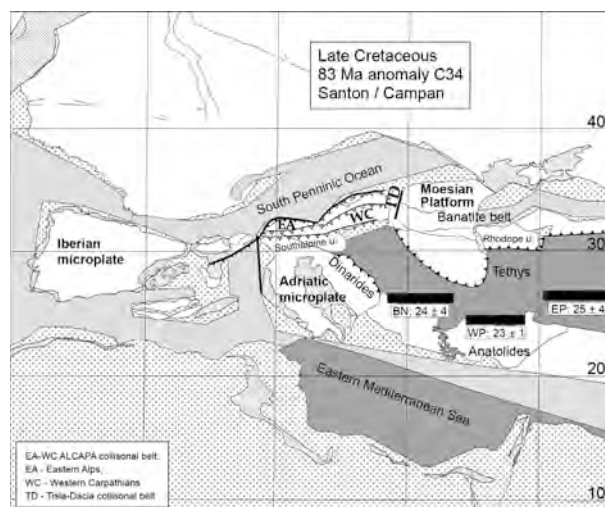 Late Cretaceous
83 Ma anomaly C34
Santon / Campan
40
South Penninic Ocean
TD
Moesian
Platform
Banatite belt
EA
WC
Iberian
microplate
Southalpine u.
Rhodope u.
30
Adriatic
microplate
Dinarides
Tethys
BN: 24 ± 4
WP: 23 ± 1
EP: 25 ± 4
Anatolides
20
Eastern Mediterranean Sea
EA-WC ALCAPA collisonal belt.
EA - Eastern Alps,
WC - Western Carpathians
TD - Tisia-Dacia collisonal belt
10